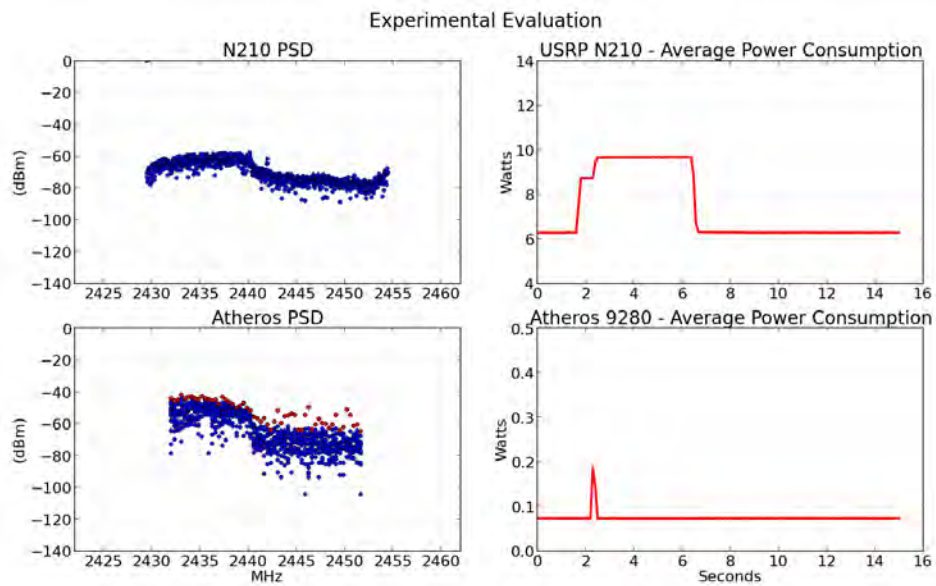 Experimental Evaluation
N210 PSD
0
−20
−40
−60
−80
−100
−120
−140
(dBm)
2425 2430 2435 2440 2445 2450 2455 2460
USRP N210 - Average Power Consumption
14
12
10
8
6
4
Watts
0 2 4 6 8 10 12 14 16
Atheros PSD
0
−20
−40
−60
−80
−100
−120
−140
(dBm)
2425 2430 2435 2440 2445 2450 2455 2460
MHz
Atheros 9280 - Average Power Consumption
0.5
0.4
0.3
0.2
0.1
0.0
Watts
0 2 4 6 8 10 12 14 16
Seconds